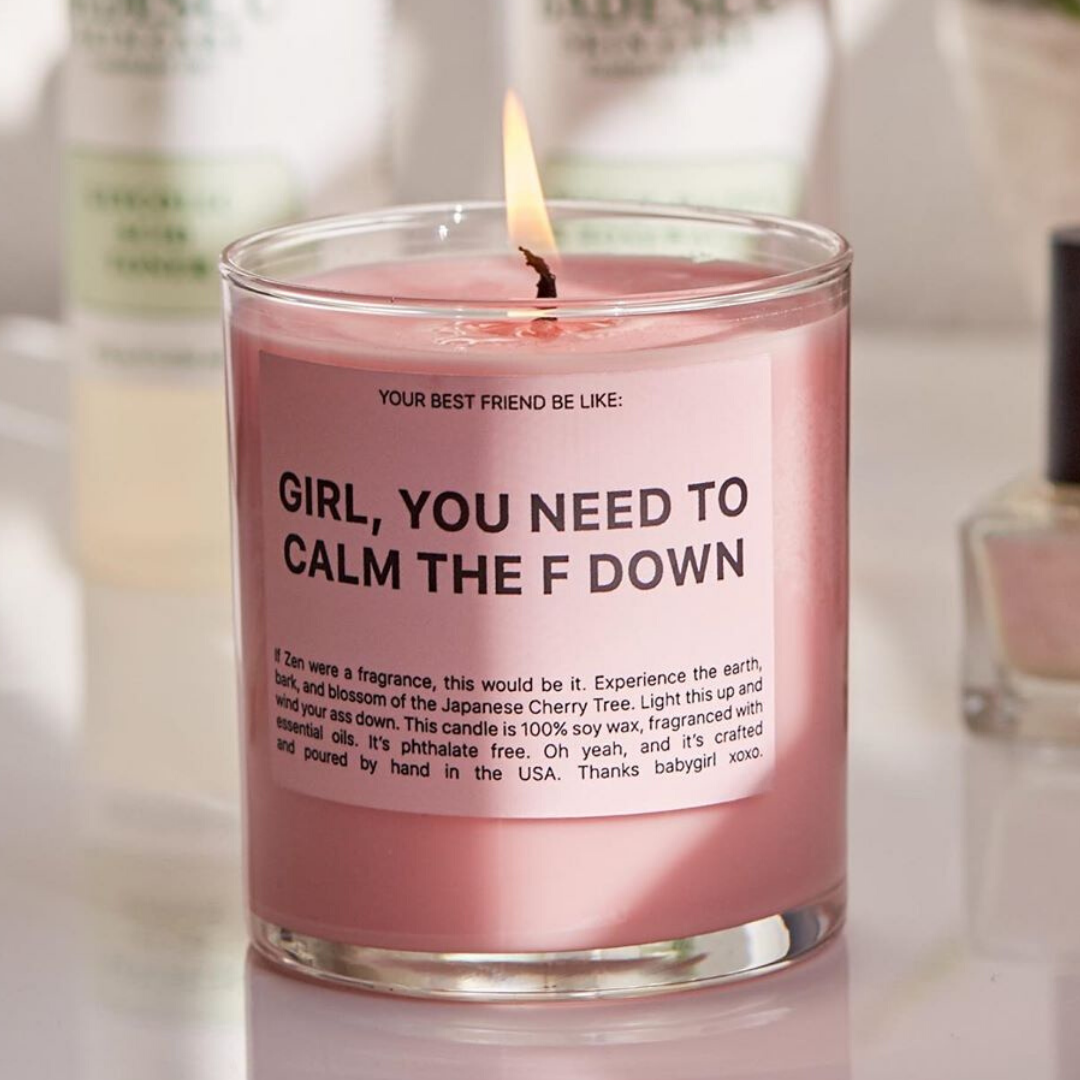 YOUR BEST FRIEND BE LIKE:
GIRL, YOU NEED TO
CALM THE F DOWN
If Zen were a fragrance, this would be it. Experience the earth,
bark, and blossom of the Japanese Cherry Tree. Light this up and
wind your ass down. This candle is 100% soy wax, fragranced with
essential oils. It's phthalate free. Oh yeah, and it's crafted
and poured by hand in the USA. Thanks babygirl xoxo.